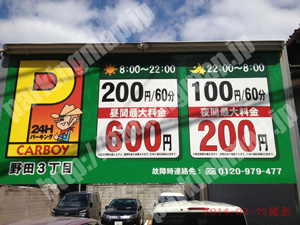 P
24H
パーキング
CARBOY
野田3丁目
8:00〜22:00
200円/60分
昼間最大料金
600円
22:00〜8:00
100円/60分
夜間最大料金
200円
故障時連絡先:
0120-979-477